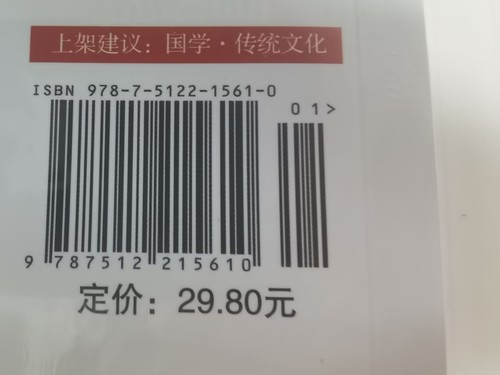 上架建议：国学·传统文化
ISBN 978-7-5122-1561-0
01>
9 787512 215610
定价：29.80元